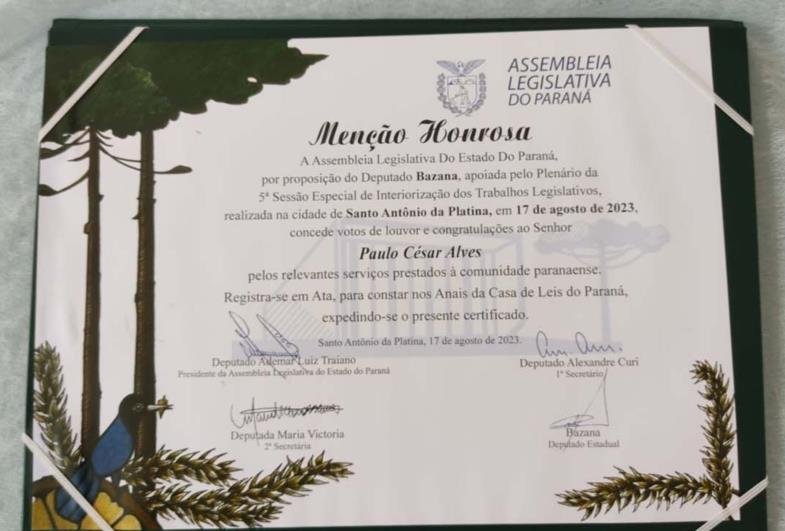 ASSEMBLEIA
LEGISLATIVA
DO PARANÁ
Menção Honrosa
A Assembleia Legislativa Do Estado Do Paraná,
por proposição do Deputado Bazana, apoiada pelo Plenário da
5ª Sessão Especial de Interiorização dos Trabalhos Legislativos,
realizada na cidade de Santo Antônio da Platina, em 17 de agosto de 2023,
concede votos de louvor e congratulações ao Senhor
Paulo César Alves
pelos relevantes serviços prestados à comunidade paranaense.
Registra-se em Ata, para constar nos Anais da Casa de Leis do Paraná,
expedindo-se o presente certificado.
Santo Antônio da Platina, 17 de agosto de 2023.
Deputado Ademar Luiz Traiano
Presidente da Assembleia Legislativa do Estado do Paraná
Deputado Alexandre Curi
1º Secretário
Deputada Maria Victoria
2ª Secretária
Bazana
Deputado Estadual